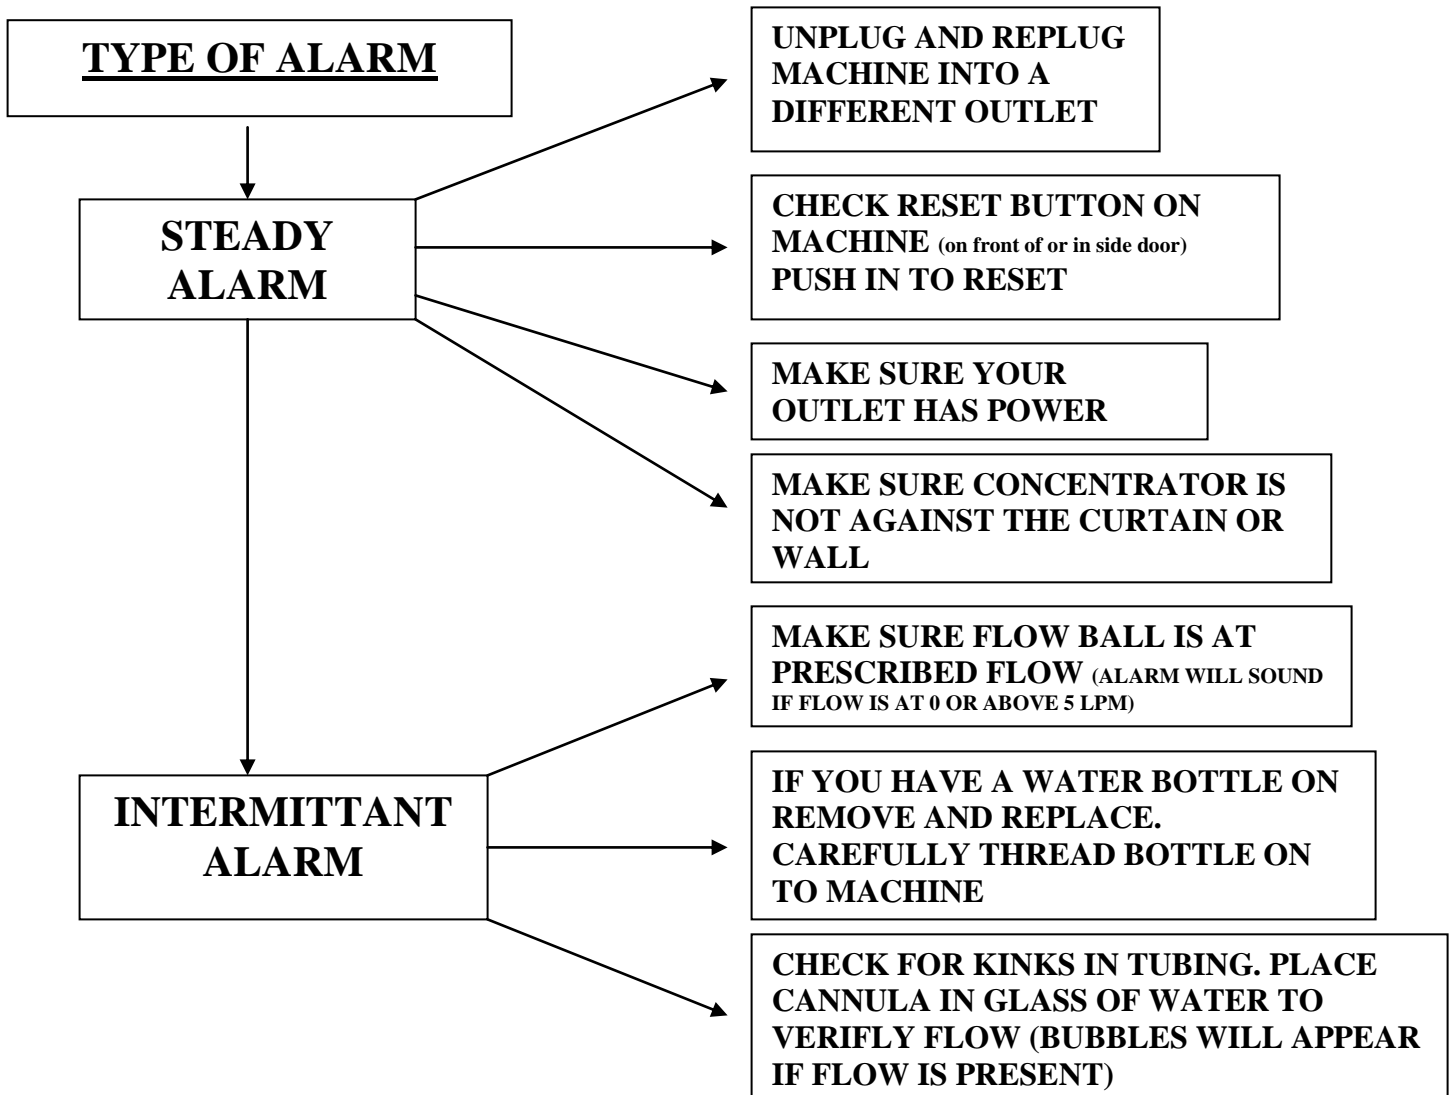 TYPE OF ALARM
UNPLUG AND REPLUG
MACHINE INTO A
DIFFERENT OUTLET
STEADY
ALARM
CHECK RESET BUTTON ON
MACHINE (on front of or in side door)
PUSH IN TO RESET
MAKE SURE YOUR
OUTLET HAS POWER
MAKE SURE CONCENTRATOR IS
NOT AGAINST THE CURTAIN OR
WALL
MAKE SURE FLOW BALL IS AT
PRESCRIBED FLOW (ALARM WILL SOUND
IF FLOW IS AT 0 OR ABOVE 5 LPM)
INTERMITTANT
ALARM
IF YOU HAVE A WATER BOTTLE ON
REMOVE AND REPLACE.
CAREFULLY THREAD BOTTLE ON
TO MACHINE
CHECK FOR KINKS IN TUBING. PLACE
CANNULA IN GLASS OF WATER TO
VERIFLY FLOW (BUBBLES WILL APPEAR
IF FLOW IS PRESENT)